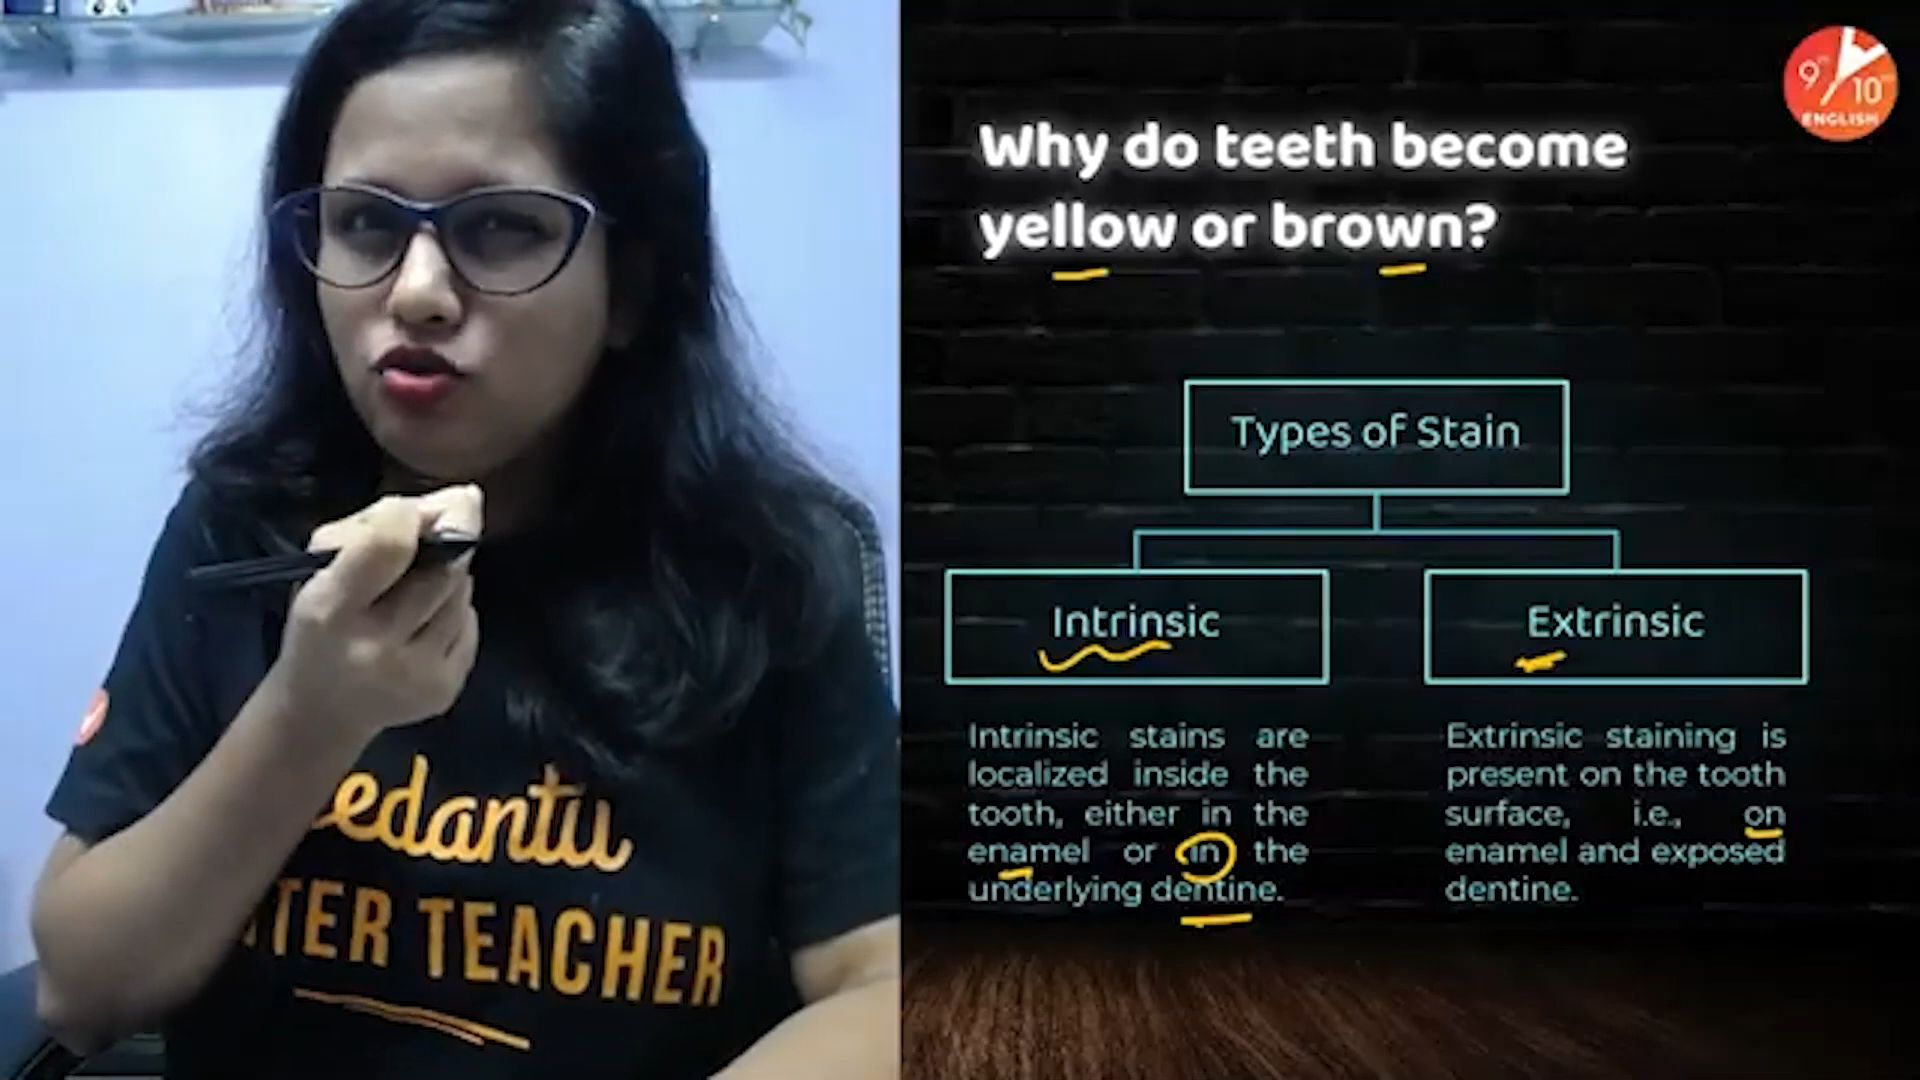 9th
10th
ENGLISH
Why do teeth become
yellow or brown?
Types of Stain
Intrinsic
Extrinsic
Intrinsic stains are
localized inside the
tooth, either in the
enamel or in the
underlying dentine.
Extrinsic staining is
present on the tooth
surface, i.e., on
enamel and exposed
dentine.
edantu
TER TEACHER